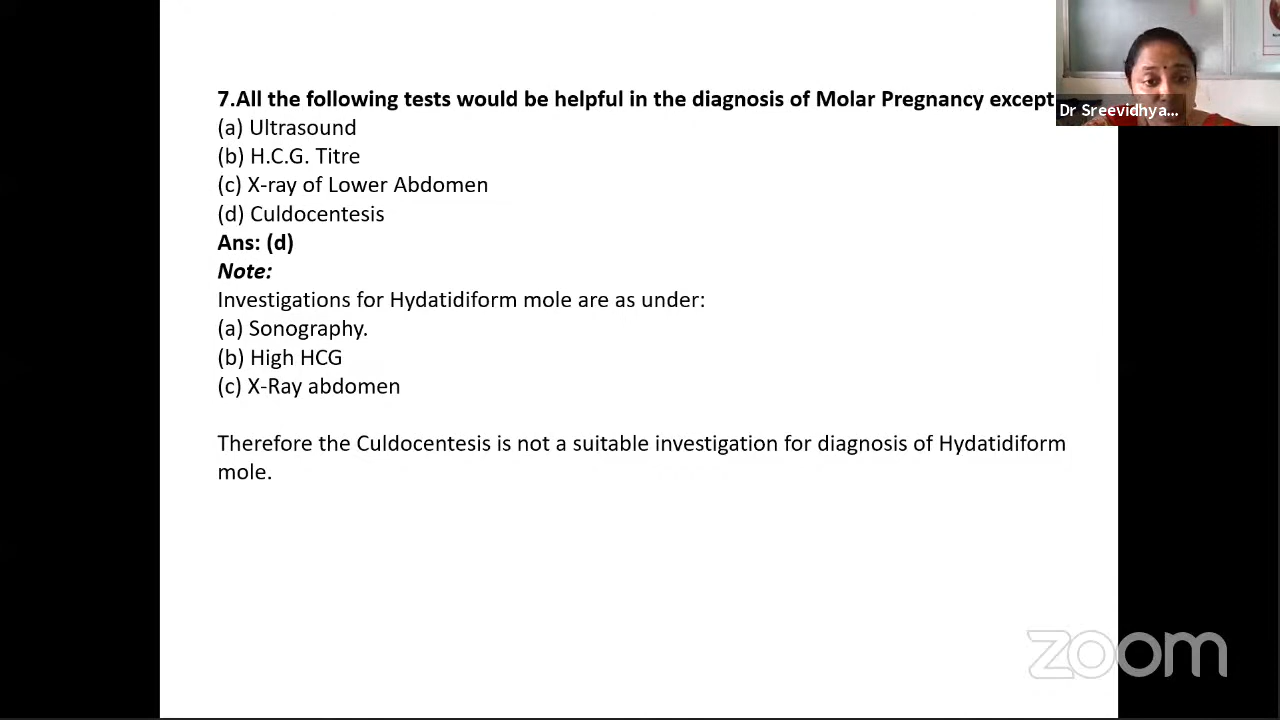 7.All the following tests would be helpful in the diagnosis of Molar Pregnancy except
(a) Ultrasound
(b) H.C.G. Titre
(c) X-ray of Lower Abdomen
(d) Culdocentesis
Ans: (d)
Note:
Investigations for Hydatidiform mole are as under:
(a) Sonography.
(b) High HCG
(c) X-Ray abdomen
Therefore the Culdocentesis is not a suitable investigation for diagnosis of Hydatidiform
mole.
Dr Sreevidhya...
zoom